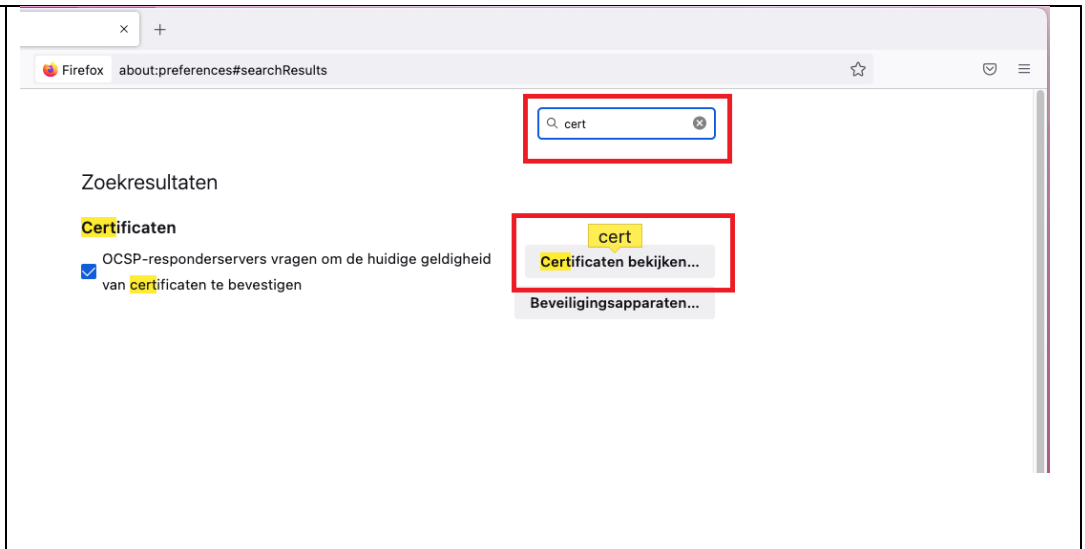 Firefox about:preferences#searchResults
cert
Zoekresultaten
Certificaten
OCSP-responderservers vragen om de huidige geldigheid
van certificaten te bevestigen
cert
Certificaten bekijken...
Beveiligingsapparaten...